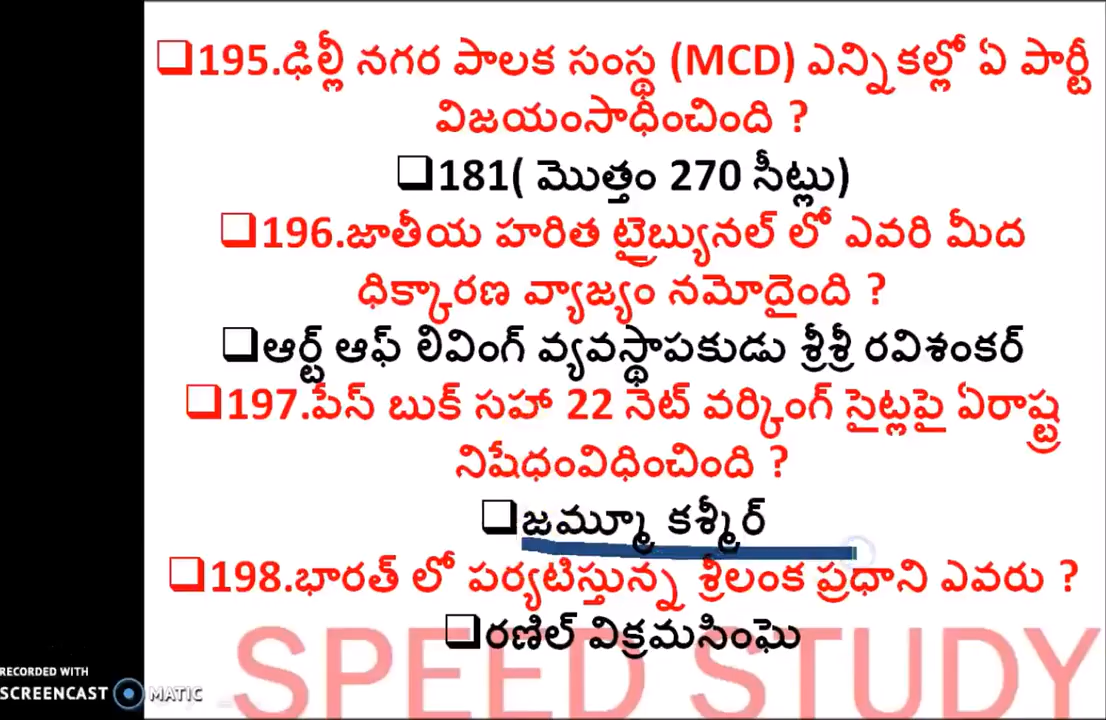 195.ఢిల్లీ నగర పాలక సంస్థ (MCD) ఎన్నికల్లో ఏ పార్టీ
విజయంసాధించింది ?
181( మొత్తం 270 సీట్లు)
196.జాతీయ హరిత ట్రైబ్యునల్ లో ఎవరి మీద
ధిక్కారణ వ్యాజ్యం నమోదైంది ?
ఆర్ట్ ఆఫ్ లివింగ్ వ్యవస్థాపకుడు శ్రీశ్రీ రవిశంకర్
197.పేస్ బుక్ సహా 22 నెట్ వర్కింగ్ సైట్లపై ఏరాష్ట్ర
నిషేధంవిధించింది ?
జమ్మూ కశ్మీర్
198.భారత్ లో పర్యటిస్తున్న శ్రీలంక ప్రధాని ఎవరు ?
రణిల్ విక్రమసింఘె
SPEED STUDY
RECORDED WITH
SCREENCAST MATIC